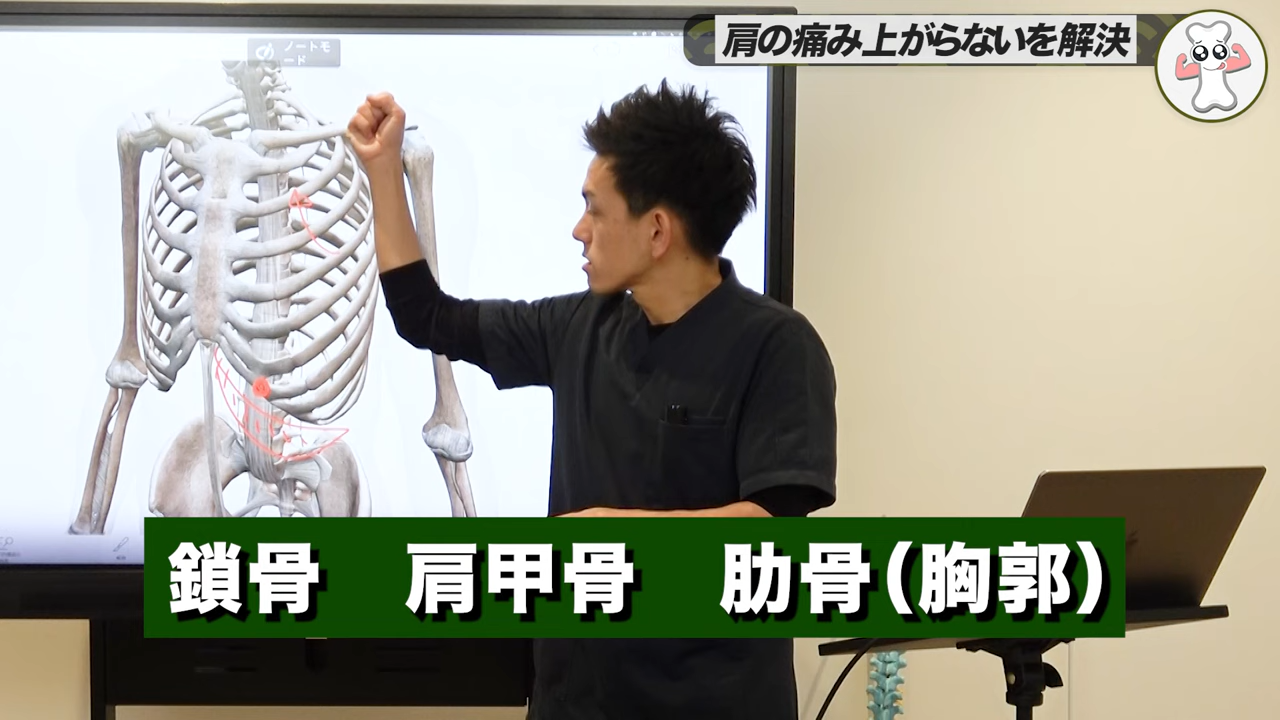 肩の痛み上がらないを解決
ノートモ
ード
鎖骨 肩甲骨 肋骨(胸郭)